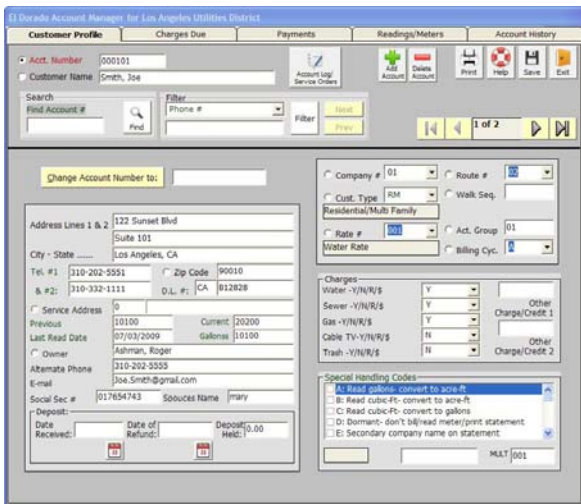 El Dorado Account Manager for Los Angeles Utilities District
Customer Profile Charges Due Payments Readings/Meters Account History
Acct. Number 000101
Customer Name Smith, Joe
Account Log/
Service Orders
Add
Account
Delete
Account
Print Help Save Exit
Search
Find Account #
Find
Filter
Phone #
Filter
Next
Prev
1 of 2
Change Account Number to:
Address Lines 1 & 2 122 Sunset Blvd
Suite 101
City - State ....... Los Angeles, CA
Tel. #1 310-202-5551 Zip Code 90010
& #2: 310-332-1111 D.L. #: CA B12828
Service Address 0
Previous 10100 Current 20200
Last Read Date 07/03/2009 Gallonss 10100
Owner Ashman, Roger
Alternate Phone 310-202-5555
E-mail Joe.Smith@gmail.com
Social Sec # 017654743 Spouces Name mary
Deposit:
Date
Received:
Date of
Refund:
Deposit
Held: 0.00
Company # 01 Route # 02
Cust. Type RM Walk Seq.
Residential/Multi Family
Rate # 001 Act. Group 01
Water Rate Billing Cyc. A
Charges
Water -Y/N/R/$ Y
Sewer -Y/N/R/$ Y
Gas -Y/N/R/$ Y
Cable TV-Y/N/R/$ N
Trash -Y/N/R/$ N
Other
Charge/Credit 1
Other
Charge/Credit 2
Special Handling Codes
A: Read gallons- convert to acre-ft
B: Read cubic-Ft- convert to acre-ft
C: Read cubic-Ft- convert to gallons
D: Dormant- don't bil/read meter/print statement
E: Secondary company name on statement
MULT 001